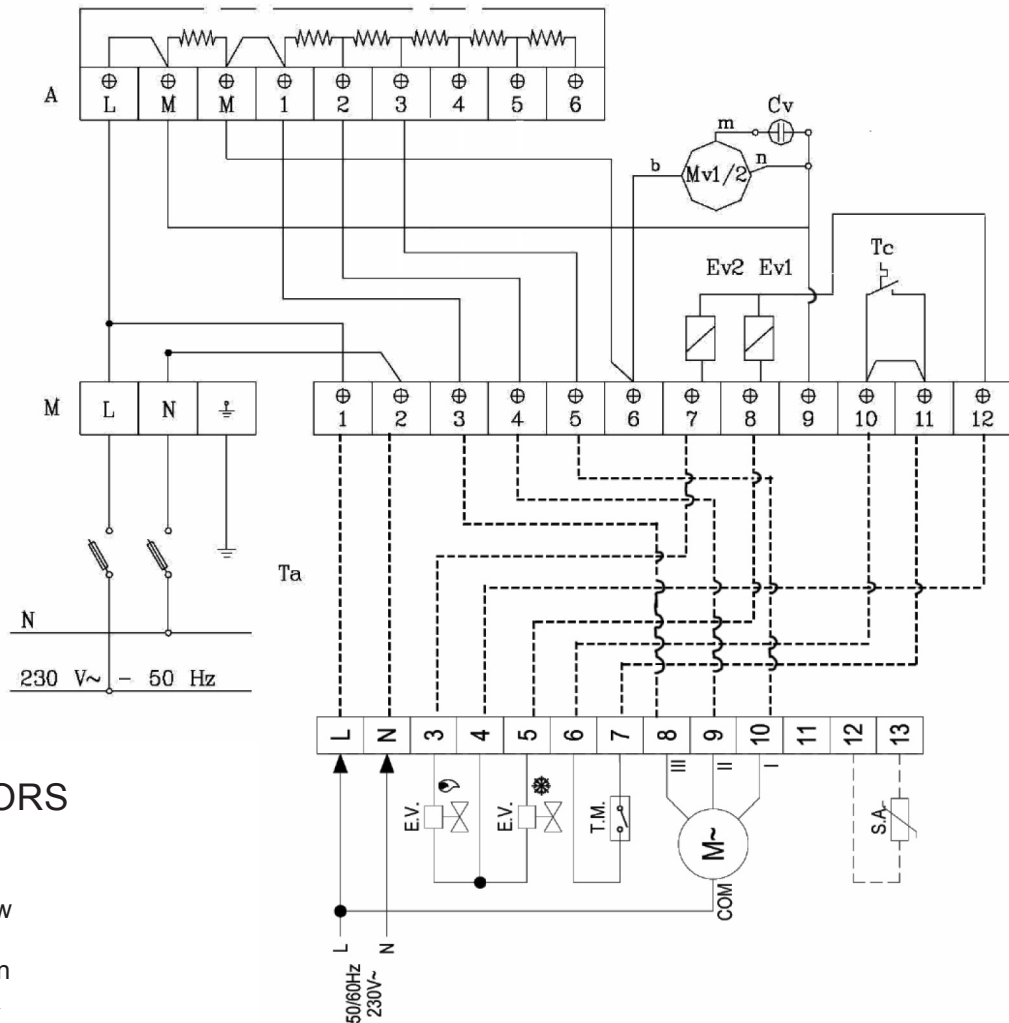 A
L M M 1 2 3 4 5 6
Cv
m
n
b
Mv1/2
Ev2 Ev1
Tc
M
L N
1 2 3 4 5 6 7 8 9 10 11 12
Ta
N
230 V~ - 50 Hz
L N 3 4 5 6 7 8 9 10 11 12 13
III
II
I
E.V.
E.V.
T.M.
M~
S.A.
COM
L
N
50/60Hz
230V~
ORS